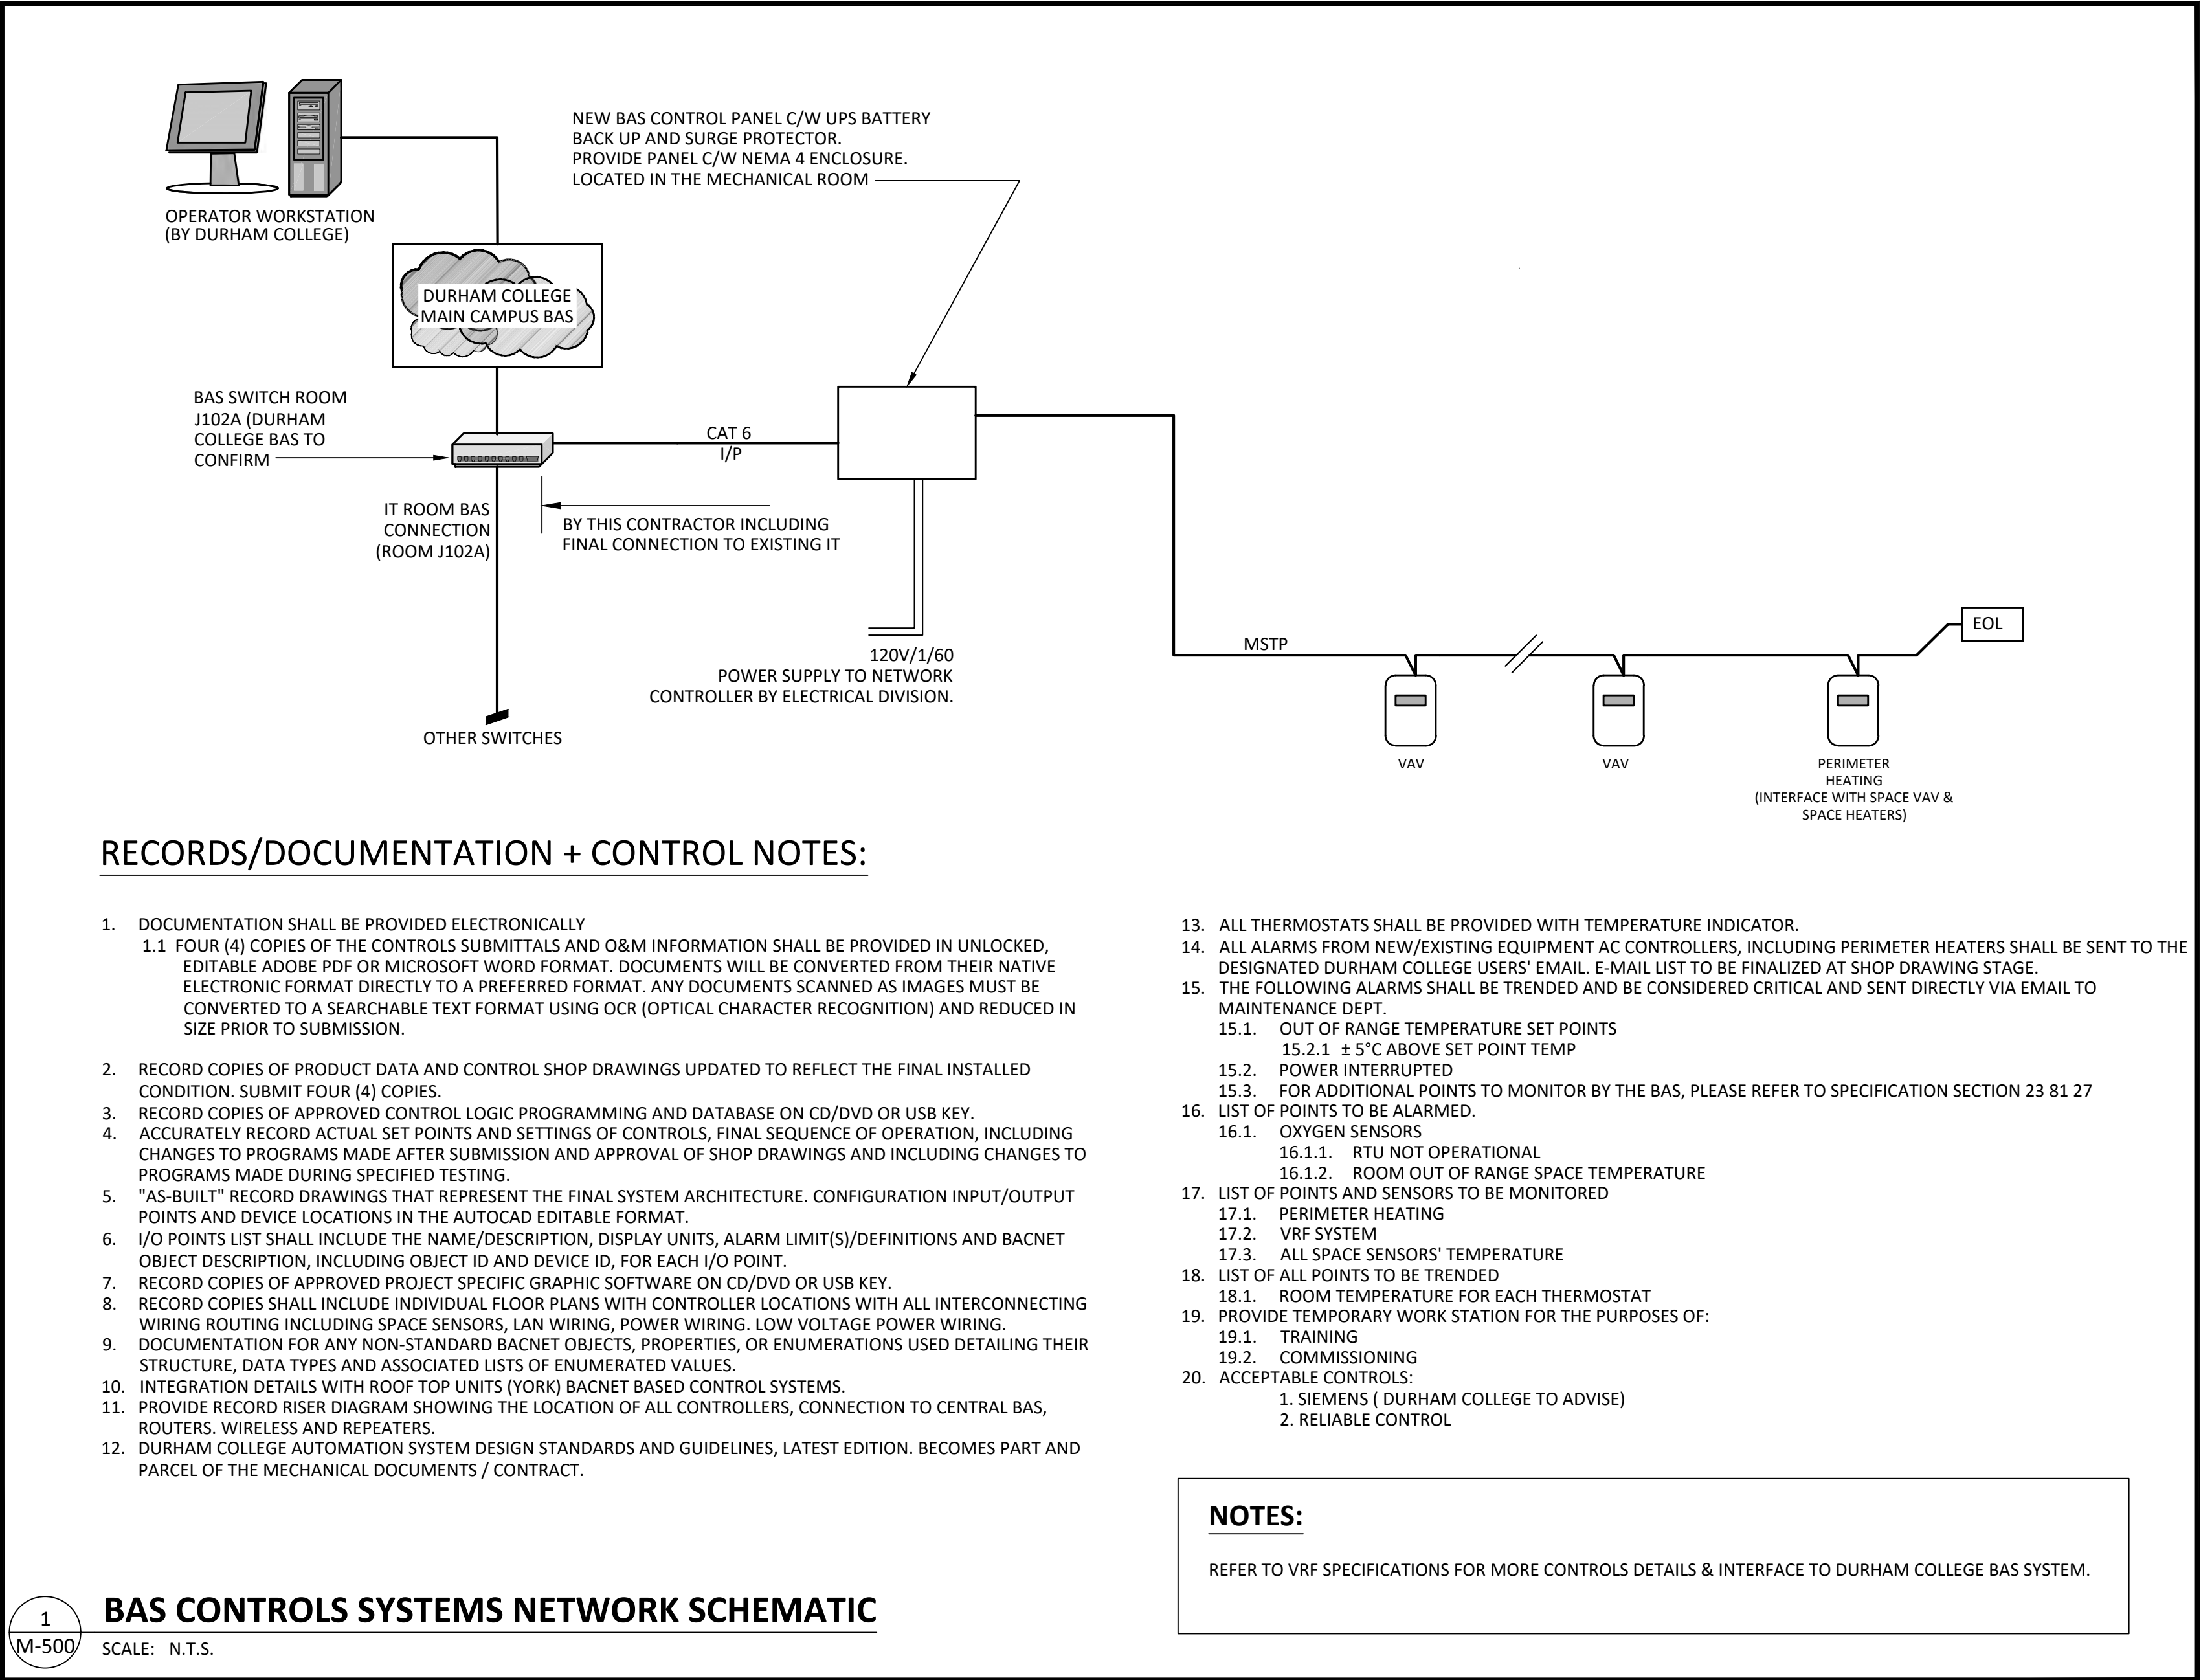 NEW BAS CONTROL PANEL C/W UPS BATTERY
BACK UP AND SURGE PROTECTOR.
PROVIDE PANEL C/W NEMA 4 ENCLOSURE.
LOCATED IN THE MECHANICAL ROOM
OPERATOR WORKSTATION
(BY DURHAM COLLEGE)
DURHAM COLLEGE
MAIN CAMPUS BAS
BAS SWITCH ROOM
J102A (DURHAM
COLLEGE BAS TO
CONFIRM
CAT 6
I/P
IT ROOM BAS
CONNECTION
(ROOM J102A)
BY THIS CONTRACTOR INCLUDING
FINAL CONNECTION TO EXISTING IT
120V/1/60
POWER SUPPLY TO NETWORK
CONTROLLER BY ELECTRICAL DIVISION.
OTHER SWITCHES
MSTP
EOL
VAV
VAV
PERIMETER
HEATING
(INTERFACE WITH SPACE VAV &
SPACE HEATERS)
RECORDS/DOCUMENTATION + CONTROL NOTES:
1. DOCUMENTATION SHALL BE PROVIDED ELECTRONICALLY
1.1 FOUR (4) COPIES OF THE CONTROLS SUBMITTALS AND O&M INFORMATION SHALL BE PROVIDED IN UNLOCKED,
EDITABLE ADOBE PDF OR MICROSOFT WORD FORMAT. DOCUMENTS WILL BE CONVERTED FROM THEIR NATIVE
ELECTRONIC FORMAT DIRECTLY TO A PREFERRED FORMAT. ANY DOCUMENTS SCANNED AS IMAGES MUST BE
CONVERTED TO A SEARCHABLE TEXT FORMAT USING OCR (OPTICAL CHARACTER RECOGNITION) AND REDUCED IN
SIZE PRIOR TO SUBMISSION.
2. RECORD COPIES OF PRODUCT DATA AND CONTROL SHOP DRAWINGS UPDATED TO REFLECT THE FINAL INSTALLED
CONDITION. SUBMIT FOUR (4) COPIES.
3. RECORD COPIES OF APPROVED CONTROL LOGIC PROGRAMMING AND DATABASE ON CD/DVD OR USB KEY.
4. ACCURATELY RECORD ACTUAL SET POINTS AND SETTINGS OF CONTROLS, FINAL SEQUENCE OF OPERATION, INCLUDING
CHANGES TO PROGRAMS MADE AFTER SUBMISSION AND APPROVAL OF SHOP DRAWINGS AND INCLUDING CHANGES TO
PROGRAMS MADE DURING SPECIFIED TESTING.
5. "AS-BUILT" RECORD DRAWINGS THAT REPRESENT THE FINAL SYSTEM ARCHITECTURE. CONFIGURATION INPUT/OUTPUT
POINTS AND DEVICE LOCATIONS IN THE AUTOCAD EDITABLE FORMAT.
6. I/O POINTS LIST SHALL INCLUDE THE NAME/DESCRIPTION, DISPLAY UNITS, ALARM LIMIT(S)/DEFINITIONS AND BACNET
OBJECT DESCRIPTION, INCLUDING OBJECT ID AND DEVICE ID, FOR EACH I/O POINT.
7. RECORD COPIES OF APPROVED PROJECT SPECIFIC GRAPHIC SOFTWARE ON CD/DVD OR USB KEY.
8. RECORD COPIES SHALL INCLUDE INDIVIDUAL FLOOR PLANS WITH CONTROLLER LOCATIONS WITH ALL INTERCONNECTING
WIRING ROUTING INCLUDING SPACE SENSORS, LAN WIRING, POWER WIRING. LOW VOLTAGE POWER WIRING.
9. DOCUMENTATION FOR ANY NON-STANDARD BACNET OBJECTS, PROPERTIES, OR ENUMERATIONS USED DETAILING THEIR
STRUCTURE, DATA TYPES AND ASSOCIATED LISTS OF ENUMERATED VALUES.
10. INTEGRATION DETAILS WITH ROOF TOP UNITS (YORK) BACNET BASED CONTROL SYSTEMS.
11. PROVIDE RECORD RISER DIAGRAM SHOWING THE LOCATION OF ALL CONTROLLERS, CONNECTION TO CENTRAL BAS,
ROUTERS. WIRELESS AND REPEATERS.
12. DURHAM COLLEGE AUTOMATION SYSTEM DESIGN STANDARDS AND GUIDELINES, LATEST EDITION. BECOMES PART AND
PARCEL OF THE MECHANICAL DOCUMENTS / CONTRACT.
13. ALL THERMOSTATS SHALL BE PROVIDED WITH TEMPERATURE INDICATOR.
14. ALL ALARMS FROM NEW/EXISTING EQUIPMENT AC CONTROLLERS, INCLUDING PERIMETER HEATERS SHALL BE SENT TO THE
DESIGNATED DURHAM COLLEGE USERS' EMAIL. E-MAIL LIST TO BE FINALIZED AT SHOP DRAWING STAGE.
15. THE FOLLOWING ALARMS SHALL BE TRENDED AND BE CONSIDERED CRITICAL AND SENT DIRECTLY VIA EMAIL TO
MAINTENANCE DEPT.
15.1. OUT OF RANGE TEMPERATURE SET POINTS
15.2.1 ± 5°C ABOVE SET POINT TEMP
15.2. POWER INTERRUPTED
15.3. FOR ADDITIONAL POINTS TO MONITOR BY THE BAS, PLEASE REFER TO SPECIFICATION SECTION 23 81 27
16. LIST OF POINTS TO BE ALARMED.
16.1. OXYGEN SENSORS
16.1.1. RTU NOT OPERATIONAL
16.1.2. ROOM OUT OF RANGE SPACE TEMPERATURE
17. LIST OF POINTS AND SENSORS TO BE MONITORED
17.1. PERIMETER HEATING
17.2. VRF SYSTEM
17.3. ALL SPACE SENSORS' TEMPERATURE
18. LIST OF ALL POINTS TO BE TRENDED
18.1. ROOM TEMPERATURE FOR EACH THERMOSTAT
19. PROVIDE TEMPORARY WORK STATION FOR THE PURPOSES OF:
19.1. TRAINING
19.2. COMMISSIONING
20. ACCEPTABLE CONTROLS:
1. SIEMENS ( DURHAM COLLEGE TO ADVISE)
2. RELIABLE CONTROL
NOTES:
REFER TO VRF SPECIFICATIONS FOR MORE CONTROLS DETAILS & INTERFACE TO DURHAM COLLEGE BAS SYSTEM.
1
M-500
BAS CONTROLS SYSTEMS NETWORK SCHEMATIC
SCALE: N.T.S.